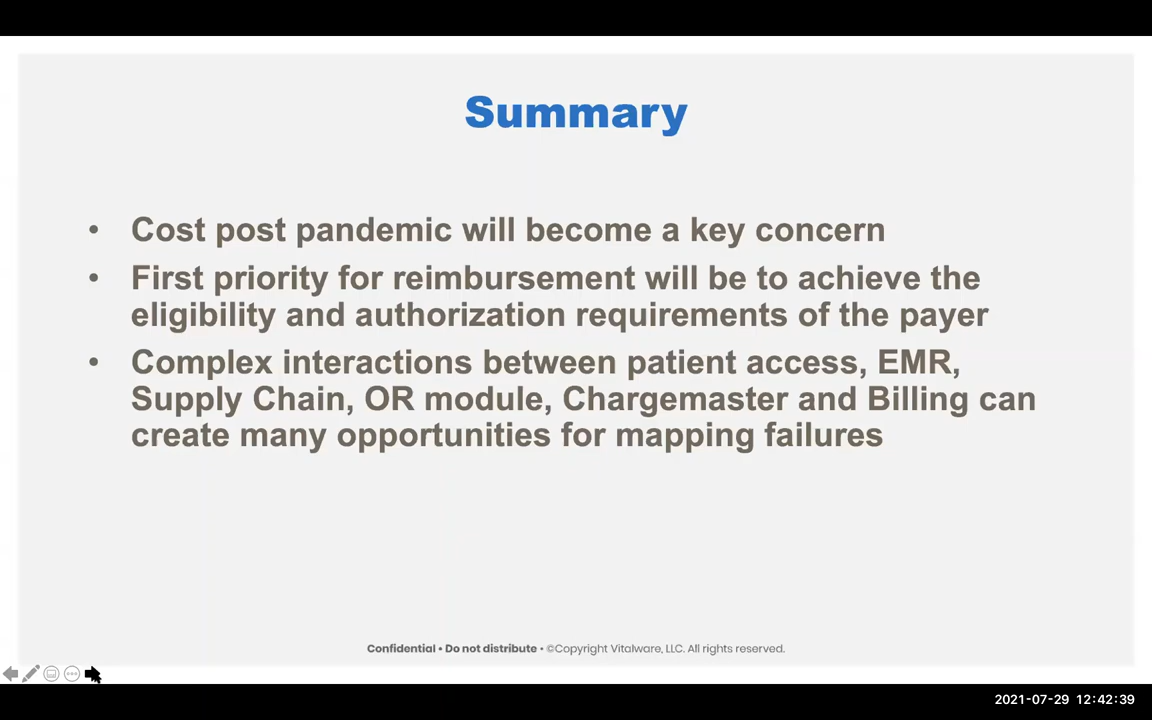 Summary
• Cost post pandemic will become a key concern
• First priority for reimbursement will be to achieve the
eligibility and authorization requirements of the payer
• Complex interactions between patient access, EMR,
Supply Chain, OR module, Chargemaster and Billing can
create many opportunities for mapping failures
Confidential • Do not distribute • ©Copyright Vitalware, LLC. All rights reserved.
2021-07-29 12:42:39